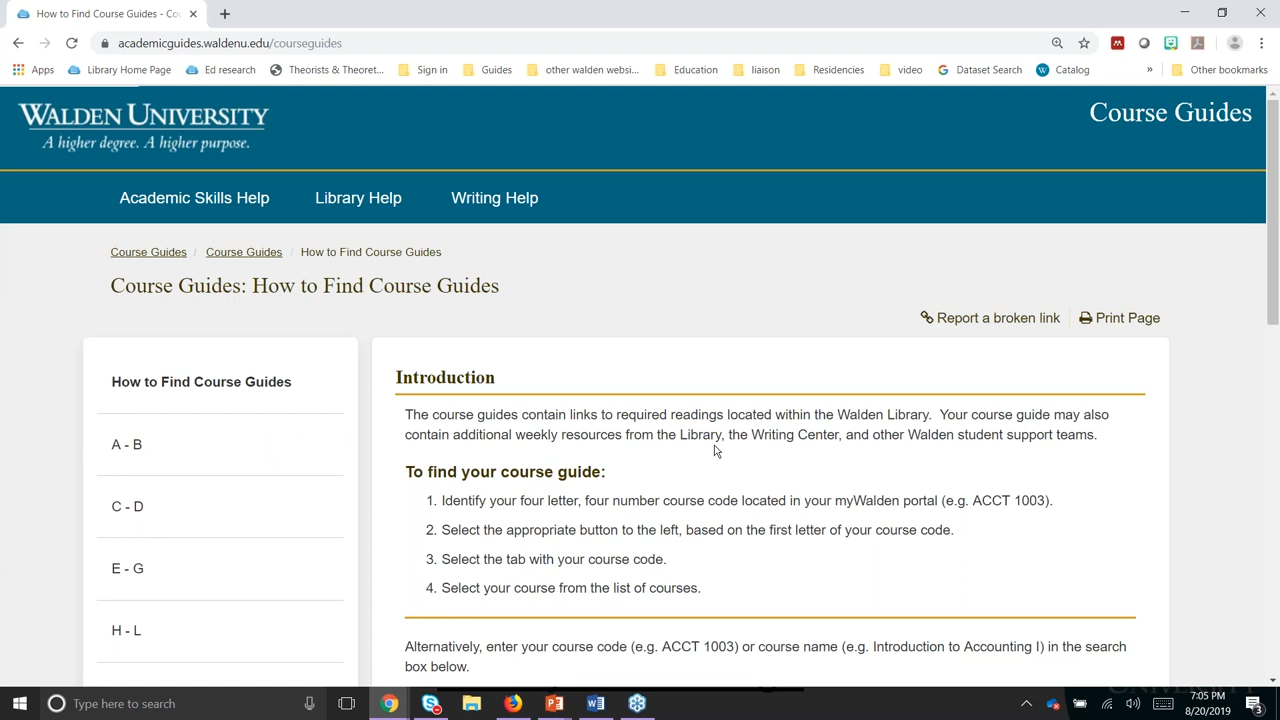 How to Find Course Guides - Co
academicguides.waldenu.edu/courseguides
Apps Library Home Page Ed research Theorists & Theoret... Sign in Guides other walden websi... Education liaison Residencies video Dataset Search Catalog » Other bookmarks
WALDEN UNIVERSITY
A higher degree. A higher purpose.
Course Guides
Academic Skills Help Library Help Writing Help
Course Guides / Course Guides / How to Find Course Guides
Course Guides: How to Find Course Guides
Report a broken link Print Page
How to Find Course Guides
A - B
C - D
E - G
H - L
Introduction
The course guides contain links to required readings located within the Walden Library. Your course guide may also
contain additional weekly resources from the Library, the Writing Center, and other Walden student support teams.
To find your course guide:
1. Identify your four letter, four number course code located in your myWalden portal (e.g. ACCT 1003).
2. Select the appropriate button to the left, based on the first letter of your course code.
3. Select the tab with your course code.
4. Select your course from the list of courses.
Alternatively, enter your course code (e.g. ACCT 1003) or course name (e.g. Introduction to Accounting I) in the search
box below.
Type here to search
7:05 PM
8/20/2019
3